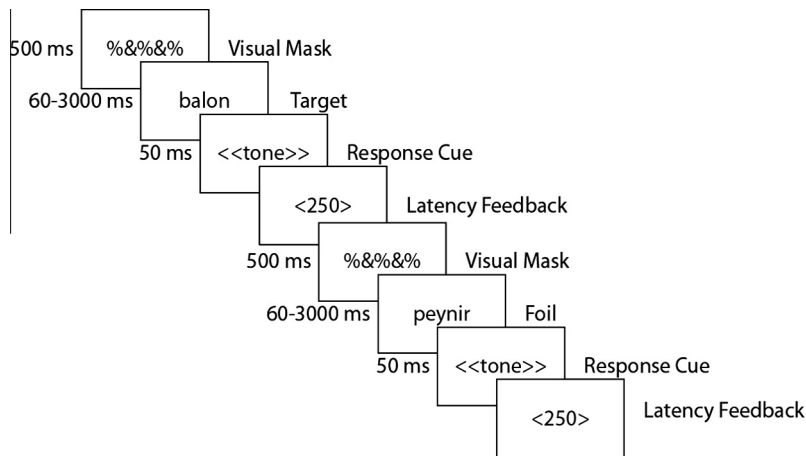 500 ms %&%&% Visual Mask
60-3000 ms balon Target
50 ms <<tone>> Response Cue
<250> Latency Feedback
500 ms %&%&% Visual Mask
60-3000 ms peynir Foil
50 ms <<tone>> Response Cue
<250> Latency Feedback